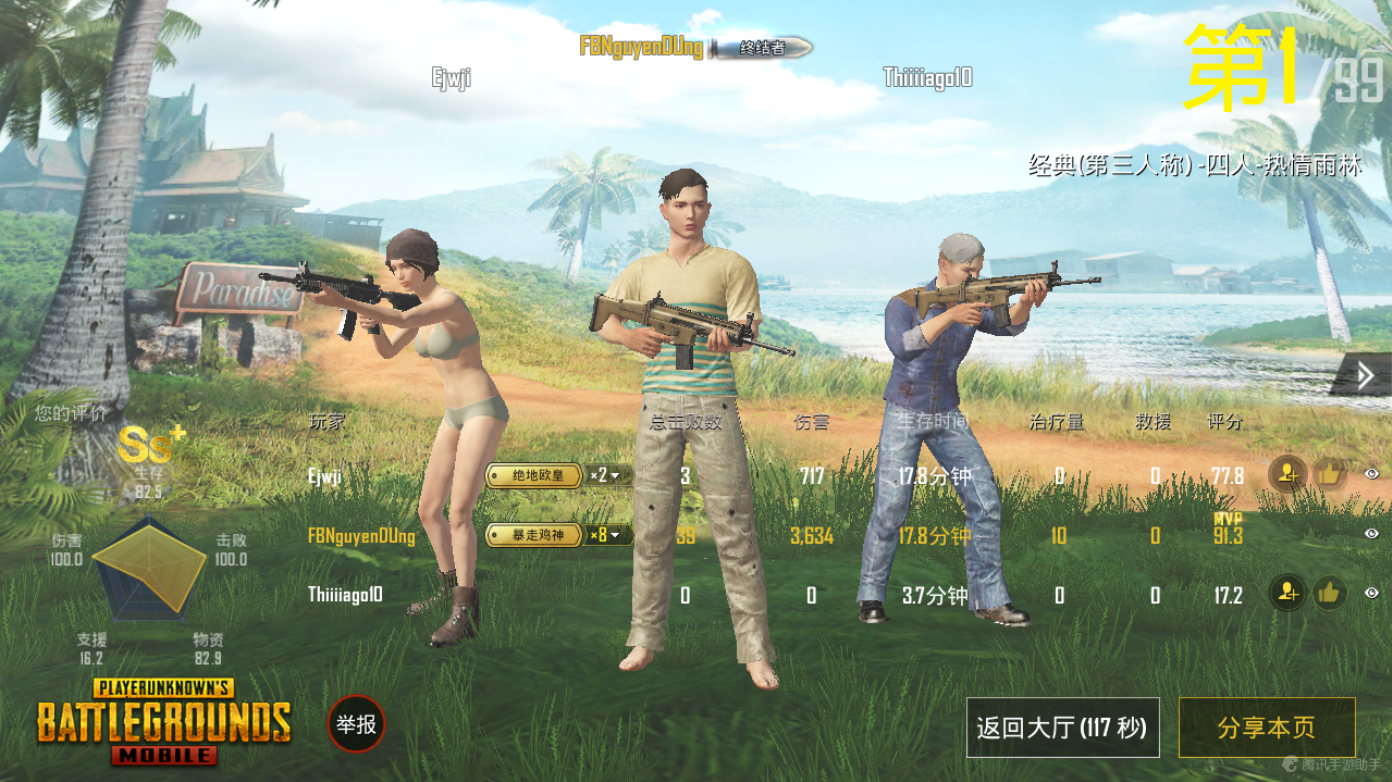 FBNguyenDUng 终结者
Ejwji
Thiiiiago10
第1/99
经典(第三人称)-四人-热情雨林
Paradise
您的评价
Ss+
生存
82.5
伤害
100.0
击败
100.0
支援
16.2
物资
82.9
玩家 总击败数 伤害 生存时间 治疗量 救援 评分
Ejwji 绝地欧皇 ×2 3 717 17.8分钟 0 0 77.8
MVP
FBNguyenDUng 暴走鸡神 ×8 39 3,634 17.8分钟 10 0 91.3
Thiiiiago10 0 0 3.7分钟 0 0 17.2
PLAYERUNKNOWN'S
BATTLEGROUNDS
MOBILE
举报
返回大厅(117 秒)
分享本页
腾讯手游助手